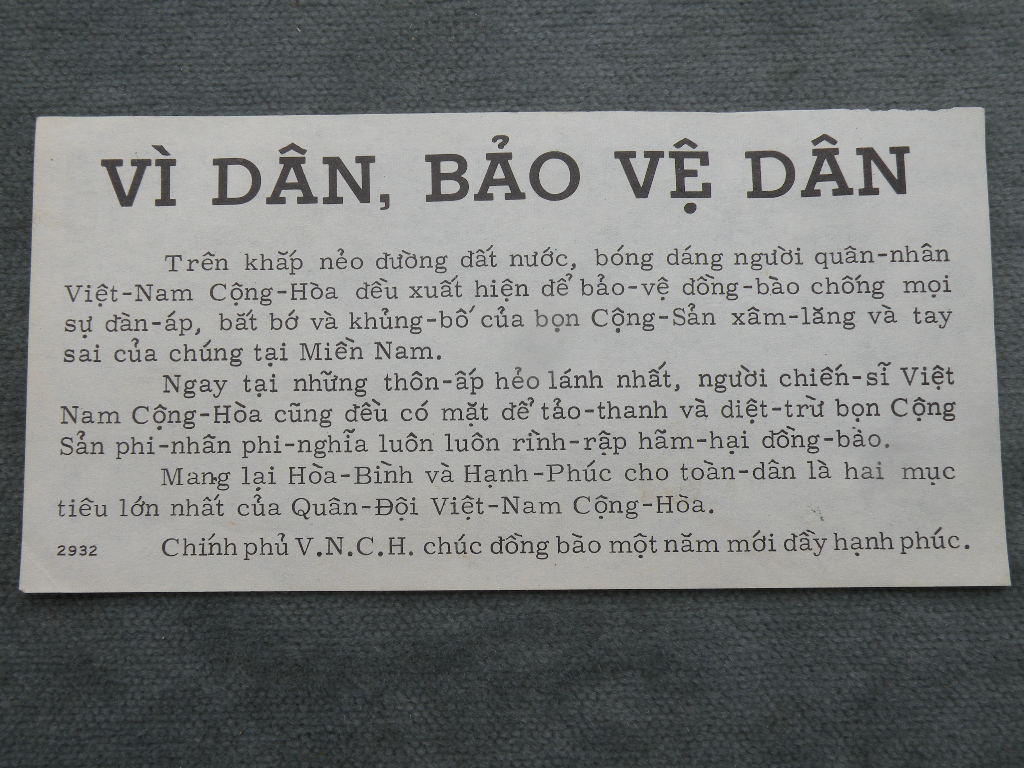 VÌ DÂN, BẢO VỆ DÂN
Trên khắp nẻo đường đất nước, bóng dáng người quân-nhân
Việt-Nam Cộng-Hòa đều xuất hiện để bảo-vệ đồng-bào chống mọi
sự đàn-áp, bắt bớ và khủng-bố của bọn Cộng-Sản xâm-lăng và tay
sai của chúng tại Miền Nam.
Ngay tại những thôn-ấp hẻo lánh nhất, người chiến-sĩ Việt
Nam Cộng-Hòa cũng đều có mặt để tảo-thanh và diệt-trừ bọn Cộng
Sản phi-nhân phi-nghĩa luôn luôn rình-rập hãm-hại đồng-bào.
Mang lại Hòa-Bình và Hạnh-Phúc cho toàn-dân là hai mục
tiêu lớn nhất của Quân-Đội Việt-Nam Cộng-Hòa.
2932 Chính phủ V.N.C.H. chúc đồng bào một năm mới đầy hạnh phúc.